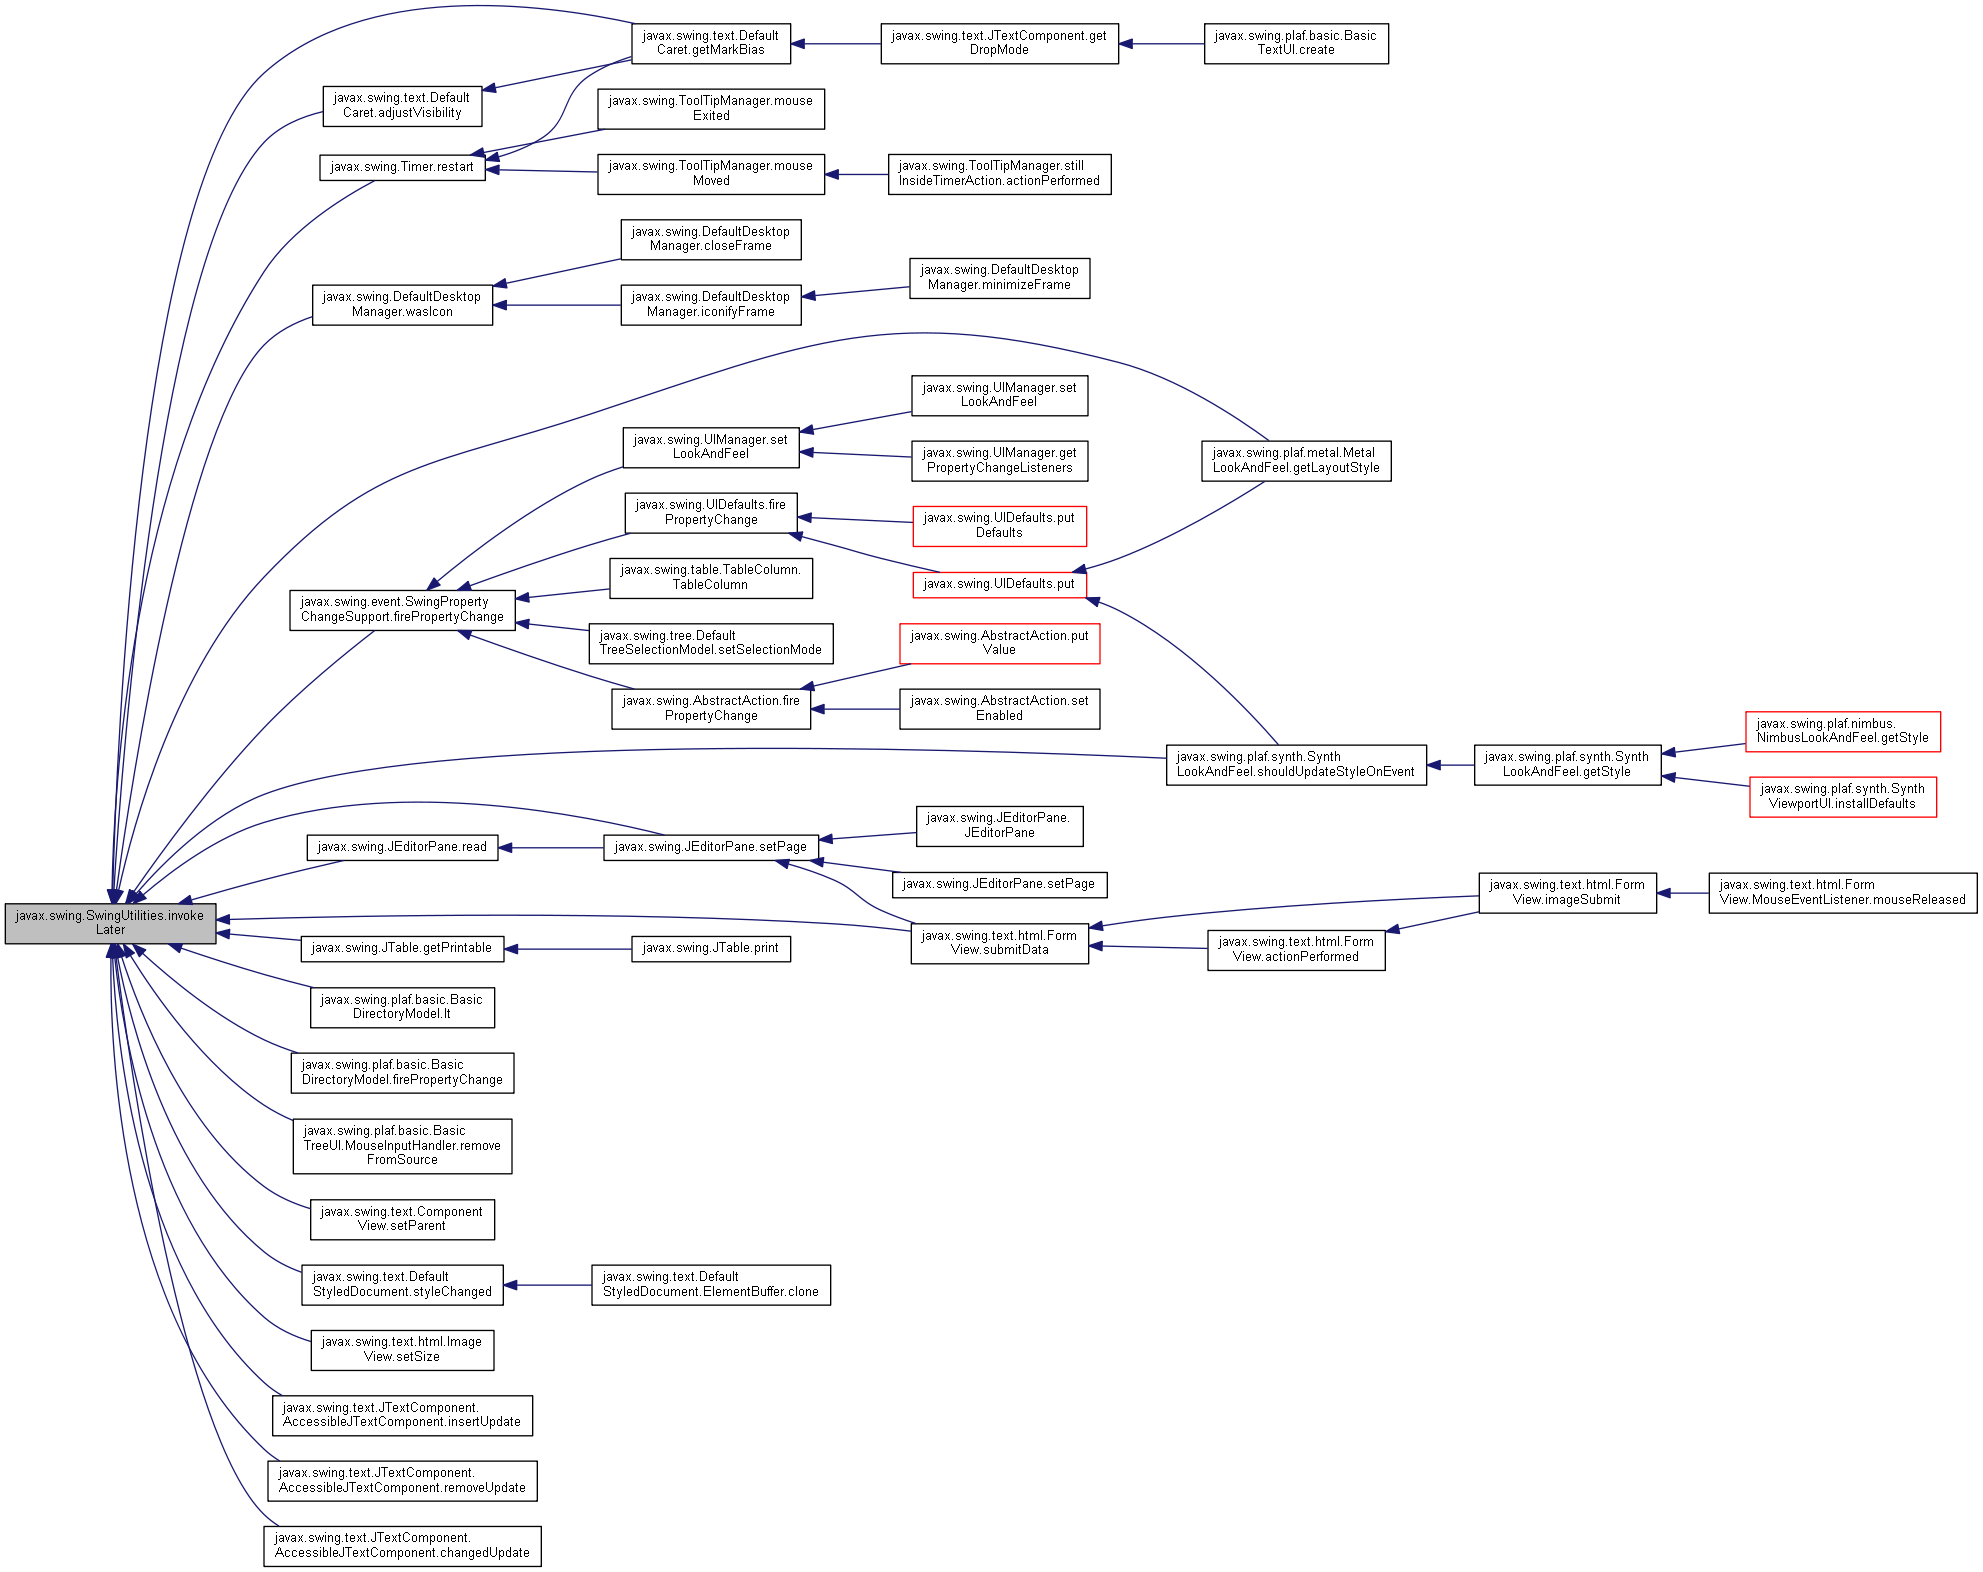 javax.swing.text.Default
Caret.getMarkBias
javax.swing.text.JTextComponent.get
DropMode
javax.swing.plaf.basic.Basic
TextUI.create
javax.swing.text.Default
Caret.adjustVisibility
javax.swing.ToolTipManager.mouse
Exited
javax.swing.Timer.restart
javax.swing.ToolTipManager.mouse
Moved
javax.swing.ToolTipManager.still
InsideTimerAction.actionPerformed
javax.swing.DefaultDesktop
Manager.closeFrame
javax.swing.DefaultDesktop
Manager.wasIcon
javax.swing.DefaultDesktop
Manager.iconifyFrame
javax.swing.DefaultDesktop
Manager.minimizeFrame
javax.swing.UIManager.set
LookAndFeel
javax.swing.UIManager.set
LookAndFeel
javax.swing.UIManager.get
PropertyChangeListeners
javax.swing.plaf.metal.Metal
LookAndFeel.getLayoutStyle
javax.swing.UIDefaults.fire
PropertyChange
javax.swing.UIDefaults.put
Defaults
javax.swing.table.TableColumn.
TableColumn
javax.swing.UIDefaults.put
javax.swing.event.SwingProperty
ChangeSupport.firePropertyChange
javax.swing.tree.Default
TreeSelectionModel.setSelectionMode
javax.swing.AbstractAction.put
Value
javax.swing.AbstractAction.fire
PropertyChange
javax.swing.AbstractAction.set
Enabled
javax.swing.plaf.synth.Synth
LookAndFeel.shouldUpdateStyleOnEvent
javax.swing.plaf.synth.Synth
LookAndFeel.getStyle
javax.swing.plaf.nimbus.
NimbusLookAndFeel.getStyle
javax.swing.plaf.synth.Synth
ViewportUI.installDefaults
javax.swing.JEditorPane.read
javax.swing.JEditorPane.setPage
javax.swing.JEditorPane.
JEditorPane
javax.swing.JEditorPane.setPage
javax.swing.SwingUtilities.invoke
Later
javax.swing.JTable.getPrintable
javax.swing.JTable.print
javax.swing.text.html.Form
View.submitData
javax.swing.text.html.Form
View.actionPerformed
javax.swing.text.html.Form
View.imageSubmit
javax.swing.text.html.Form
View.MouseEventListener.mouseReleased
javax.swing.plaf.basic.Basic
DirectoryModel.lt
javax.swing.plaf.basic.Basic
DirectoryModel.firePropertyChange
javax.swing.plaf.basic.Basic
TreeUI.MouseInputHandler.remove
FromSource
javax.swing.text.Component
View.setParent
javax.swing.text.Default
StyledDocument.styleChanged
javax.swing.text.Default
StyledDocument.ElementBuffer.clone
javax.swing.text.html.Image
View.setSize
javax.swing.text.JTextComponent.
AccessibleJTextComponent.insertUpdate
javax.swing.text.JTextComponent.
AccessibleJTextComponent.removeUpdate
javax.swing.text.JTextComponent.
AccessibleJTextComponent.changedUpdate